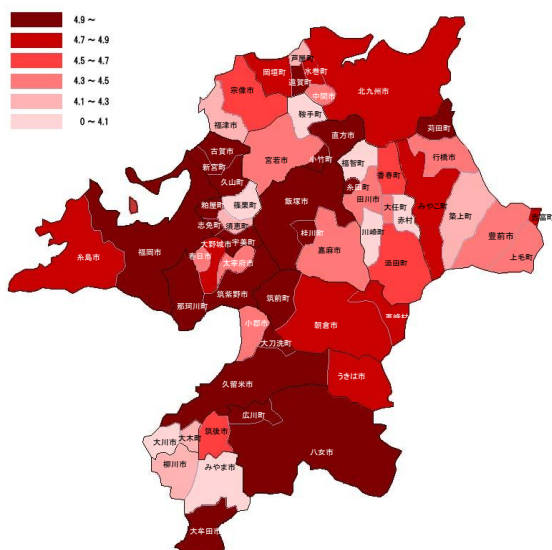 4.9 ～
4.7 ～ 4.9
4.5 ～ 4.7
4.3 ～ 4.5
4.1 ～ 4.3
0 ～ 4.1
芦屋町
岡垣町
水巻町
遠賀町
北九州市
宗像市
中間市
鞍手町
福津市
直方市
苅田町
古賀市
宮若市
小竹町
福智町
行橋市
新宮町
香春町
久山町
糸田町
みやこ町
粕屋町
篠栗町
飯塚市
田川市
大任町
築上町
吉富町
志免町
須恵町
赤村
桂川町
川崎町
豊前市
大野城市
宇美町
嘉麻市
上毛町
糸島市
福岡市
春日市
太宰府市
添田町
筑紫野市
那珂川町
筑前町
小郡市
朝倉市
東峰村
大刀洗町
うきは市
久留米市
広川町
筑後市
大川市
大木町
八女市
柳川市
みやま市
大牟田市